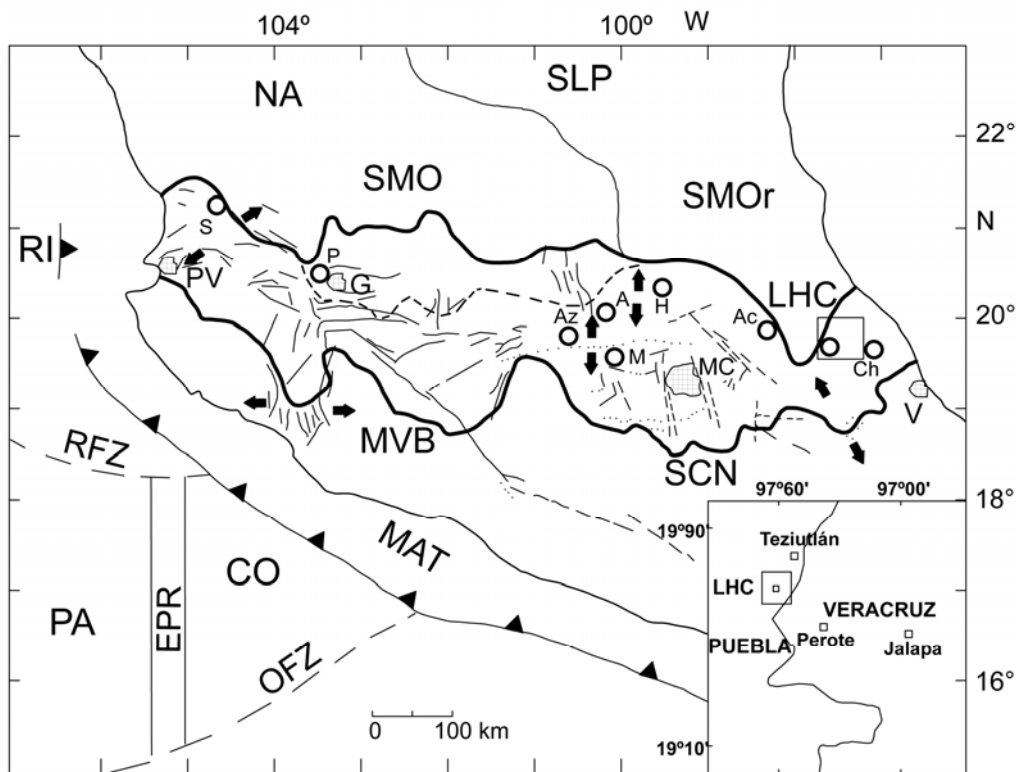 104º
100º
W
NA
SLP
22°
SMO
SMOr
N
S
RI
P
LHC
PV
G
A
H
20°
Az
Ac
M
Ch
MC
V
MVB
RFZ
SCN
18°
97º60'
97º00'
19º90'
Teziutlán
MAT
CO
LHC
VERACRUZ
PA
EPR
PUEBLA
Perote
Jalapa
OFZ
16°
0 100 km
19º10'